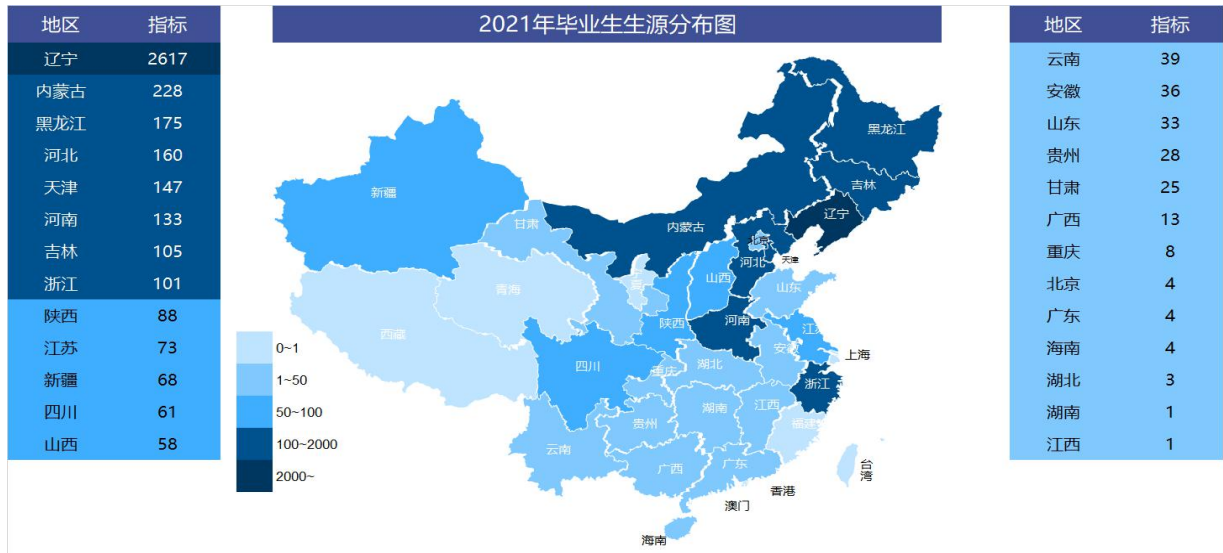 地区 指标
辽宁 2617
内蒙古 228
黑龙江 175
河北 160
天津 147
河南 133
吉林 105
浙江 101
陕西 88
江苏 73
新疆 68
四川 61
山西 58
2021年毕业生生源分布图
黑龙江
吉林
辽宁
新疆
甘肃
内蒙古
北京
天津
河北
山西
山东
青海
西藏
陕西
河南
四川
重庆
湖北
安徽
上海
浙江
湖南
江西
贵州
云南
广西
广东
台湾
香港
澳门
海南
0~1
1~50
50~100
100~2000
2000~
地区 指标
云南 39
安徽 36
山东 33
贵州 28
甘肃 25
广西 13
重庆 8
北京 4
广东 4
海南 4
湖北 3
湖南 1
江西 1